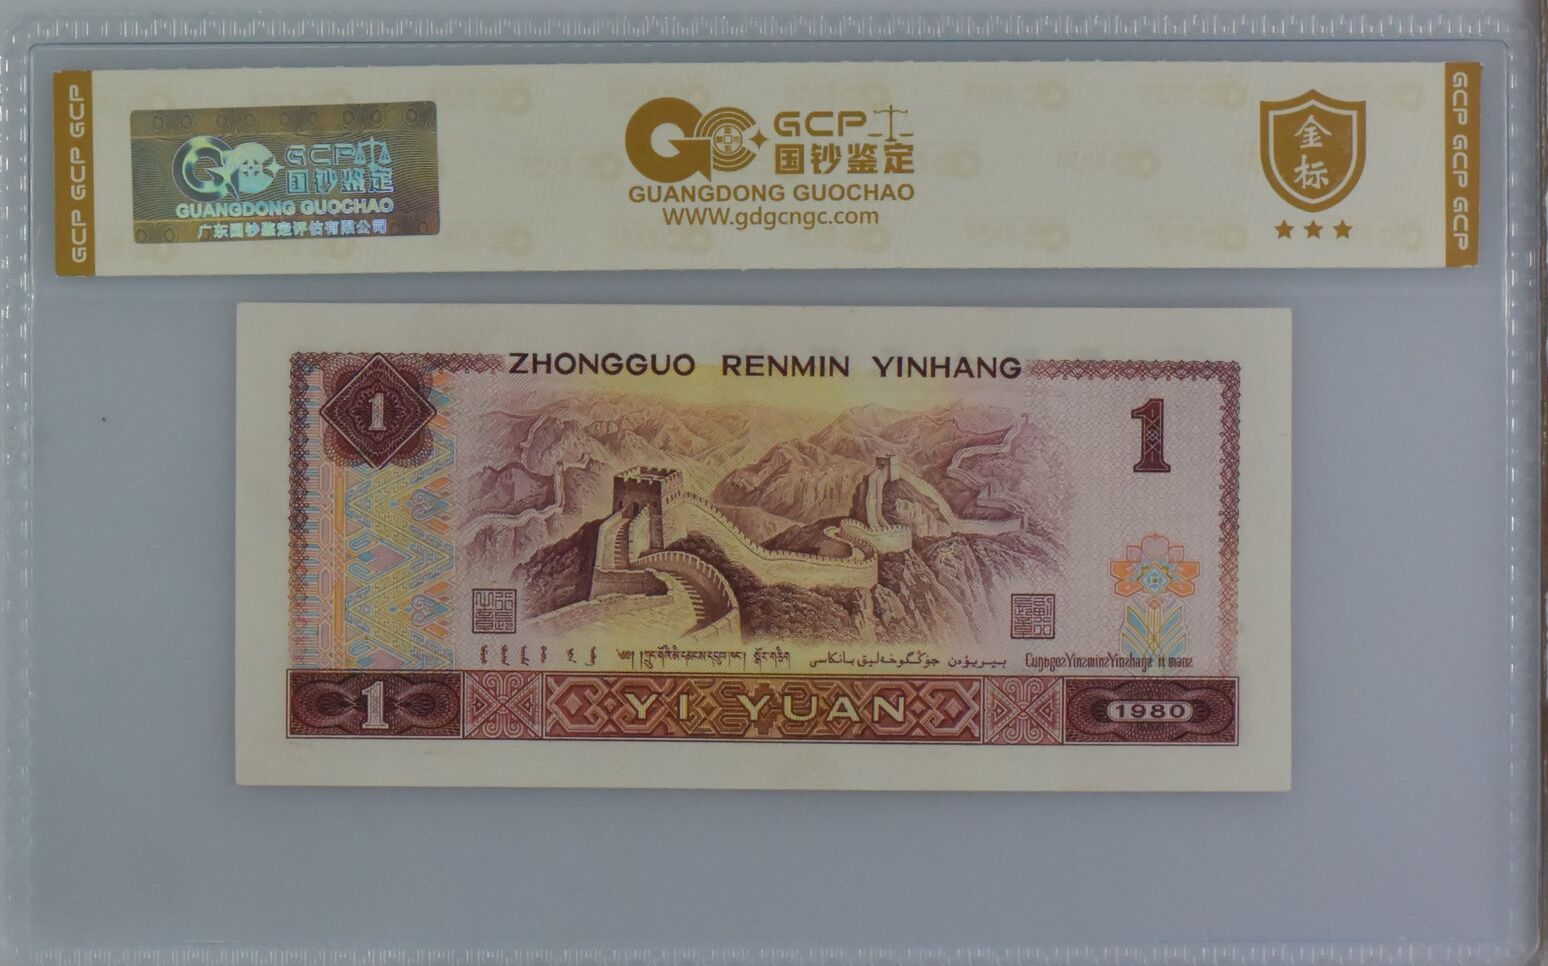 GCP GCP GCP
GCP
国钞鉴定
GUANGDONG GUOCHAO
广东国钞鉴定评估有限公司
GCP
国钞鉴定
GUANGDONG GUOCHAO
WWW.gdgcngc.com
金标
GCP GCP GCP
ZHONGGUO RENMIN YINHANG
1
1
1
YI YUAN
1980